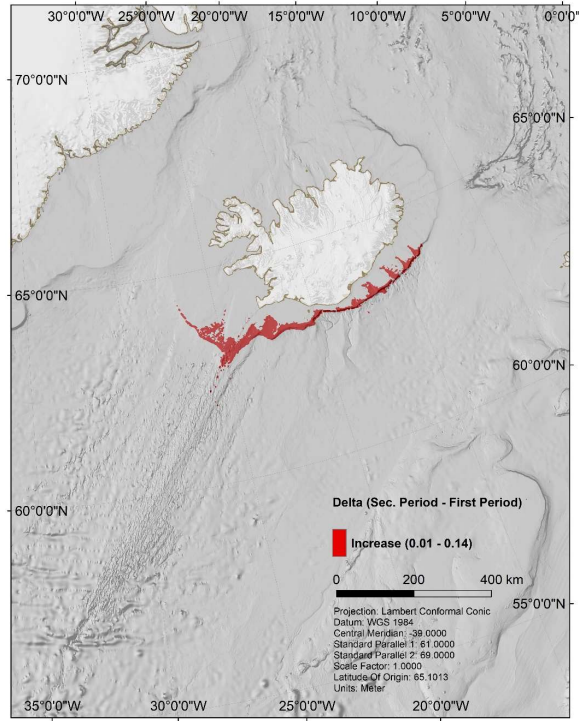 30°0'0"W 25°0'0"W 20°0'0"W 15°0'0"W 10°0'0"W 5°0'0"W 0°0'0"
70°0'0"N
65°0'0"N
65°0'0"N
60°0'0"N
60°0'0"N
Delta (Sec. Period - First Period)
Increase (0.01 - 0.14)
0 200 400 km
55°0'0"N
Projection: Lambert Conformal Conic
Datum: WGS 1984
Central Meridian: -39.0000
Standard Parallel 1: 61.0000
Standard Parallel 2: 69.0000
Scale Factor: 1.0000
Latitude Of Origin: 65.1013
Units: Meter
35°0'0"W 30°0'0"W 25°0'0"W 20°0'0"W